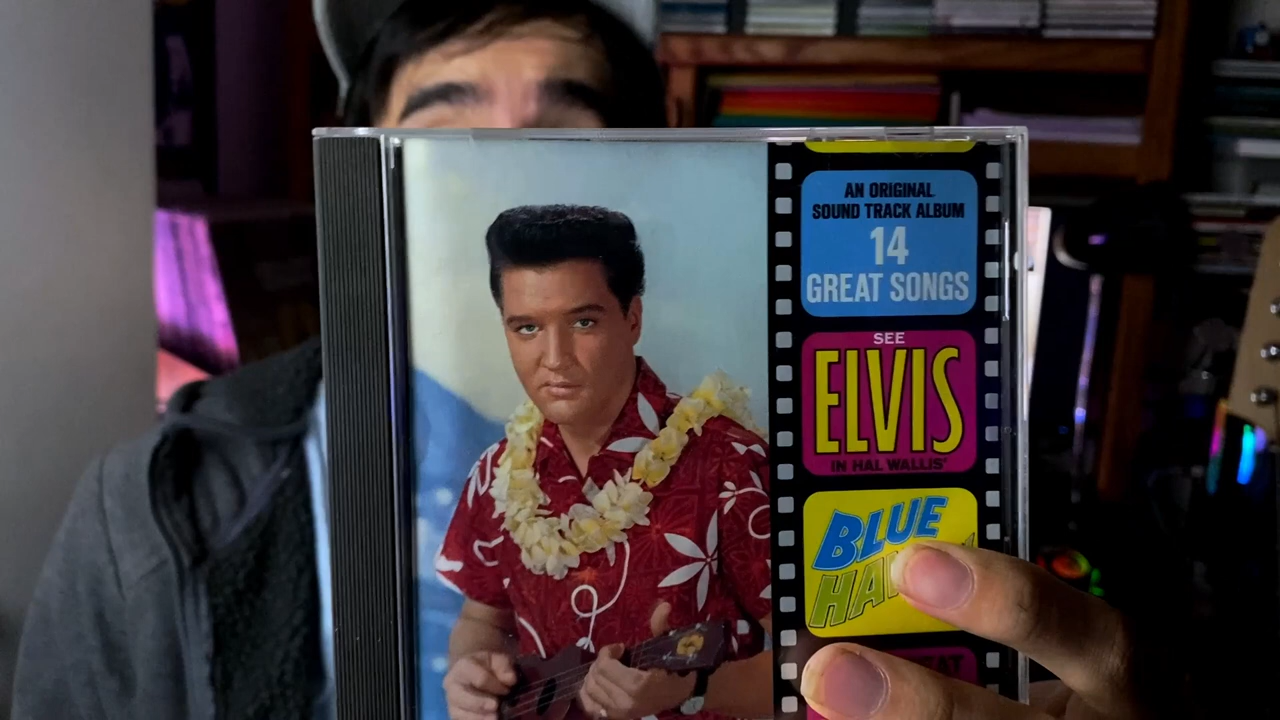 AN ORIGINAL
SOUND TRACK ALBUM
14
GREAT SONGS
SEE
ELVIS
IN HAL WALLIS'
BLUE